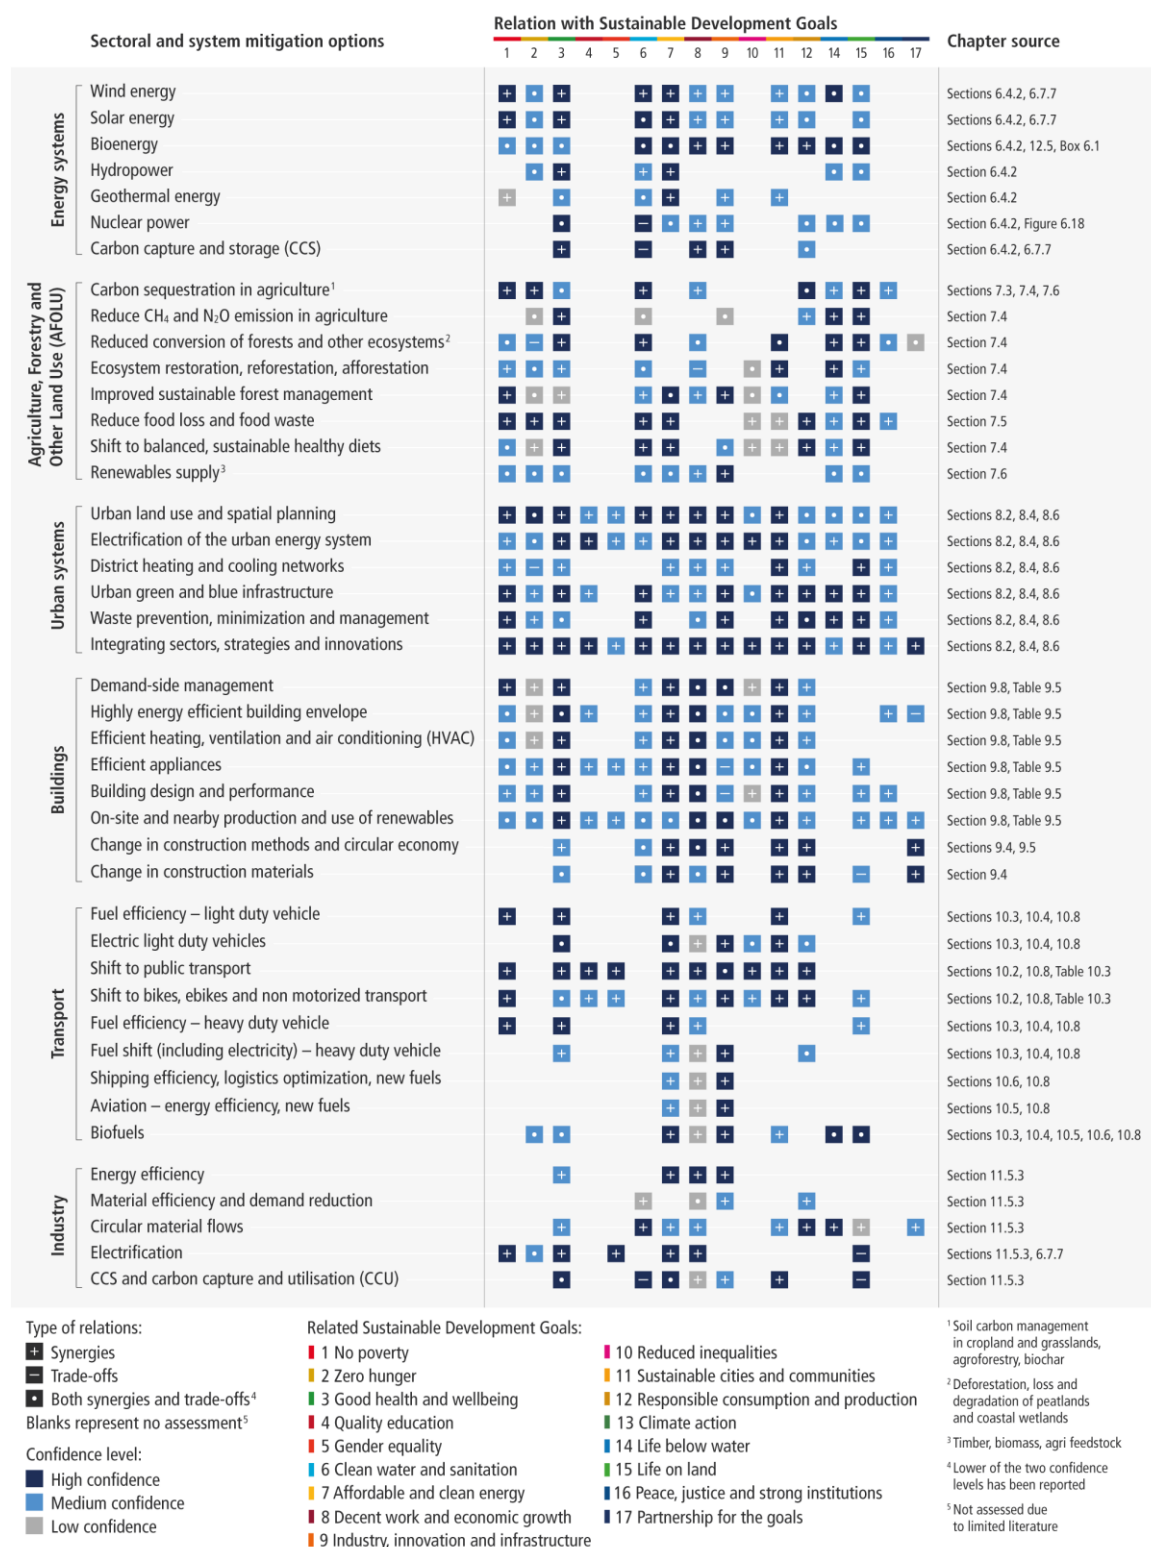 Relation with Sustainable Development Goals
Sectoral and system mitigation options
Chapter source
1 2 3 4 5 6 7 8 9 10 11 12 14 15 16 17
Energy systems
Wind energy Sections 6.4.2, 6.7.7
Solar energy Sections 6.4.2, 6.7.7
Bioenergy Sections 6.4.2, 12.5, Box 6.1
Hydropower Section 6.4.2
Geothermal energy Section 6.4.2
Nuclear power Section 6.4.2, Figure 6.18
Carbon capture and storage (CCS) Section 6.4.2, 6.7.7
Agriculture, Forestry and
Other Land Use (AFOLU)
Carbon sequestration in agriculture¹ Sections 7.3, 7.4, 7.6
Reduce CH₄ and N₂O emission in agriculture Section 7.4
Reduced conversion of forests and other ecosystems² Section 7.4
Ecosystem restoration, reforestation, afforestation Section 7.4
Improved sustainable forest management Section 7.4
Reduce food loss and food waste Section 7.5
Shift to balanced, sustainable healthy diets Section 7.4
Renewables supply³ Section 7.6
Urban systems
Urban land use and spatial planning Sections 8.2, 8.4, 8.6
Electrification of the urban energy system Sections 8.2, 8.4, 8.6
District heating and cooling networks Sections 8.2, 8.4, 8.6
Urban green and blue infrastructure Sections 8.2, 8.4, 8.6
Waste prevention, minimization and management Sections 8.2, 8.4, 8.6
Integrating sectors, strategies and innovations Sections 8.2, 8.4, 8.6
Buildings
Demand-side management Section 9.8, Table 9.5
Highly energy efficient building envelope Section 9.8, Table 9.5
Efficient heating, ventilation and air conditioning (HVAC) Section 9.8, Table 9.5
Efficient appliances Section 9.8, Table 9.5
Building design and performance Section 9.8, Table 9.5
On-site and nearby production and use of renewables Section 9.8, Table 9.5
Change in construction methods and circular economy Sections 9.4, 9.5
Change in construction materials Section 9.4
Transport
Fuel efficiency – light duty vehicle Sections 10.3, 10.4, 10.8
Electric light duty vehicles Sections 10.3, 10.4, 10.8
Shift to public transport Sections 10.2, 10.8, Table 10.3
Shift to bikes, ebikes and non motorized transport Sections 10.2, 10.8, Table 10.3
Fuel efficiency – heavy duty vehicle Sections 10.3, 10.4, 10.8
Fuel shift (including electricity) – heavy duty vehicle Sections 10.3, 10.4, 10.8
Shipping efficiency, logistics optimization, new fuels Sections 10.6, 10.8
Aviation – energy efficiency, new fuels Sections 10.5, 10.8
Biofuels Sections 10.3, 10.4, 10.5, 10.6, 10.8
Industry
Energy efficiency Section 11.5.3
Material efficiency and demand reduction Section 11.5.3
Circular material flows Section 11.5.3
Electrification Sections 11.5.3, 6.7.7
CCS and carbon capture and utilisation (CCU) Section 11.5.3
Type of relations:
+ Synergies
– Trade-offs
• Both synergies and trade-offs⁴
Blanks represent no assessment⁵
Confidence level:
High confidence
Medium confidence
Low confidence
Related Sustainable Development Goals:
1 No poverty
2 Zero hunger
3 Good health and wellbeing
4 Quality education
5 Gender equality
6 Clean water and sanitation
7 Affordable and clean energy
8 Decent work and economic growth
9 Industry, innovation and infrastructure
10 Reduced inequalities
11 Sustainable cities and communities
12 Responsible consumption and production
13 Climate action
14 Life below water
15 Life on land
16 Peace, justice and strong institutions
17 Partnership for the goals
¹ Soil carbon management
in cropland and grasslands,
agroforestry, biochar
² Deforestation, loss and
degradation of peatlands
and coastal wetlands
³ Timber, biomass, agri feedstock
⁴ Lower of the two confidence
levels has been reported
⁵ Not assessed due
to limited literature